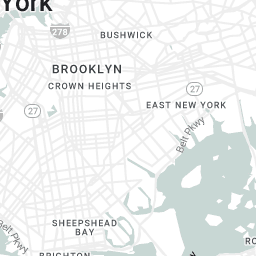 York
278
BUSHWICK
BROOKLYN
CROWN HEIGHTS
27
EAST NEW YORK
27
Belt Pkwy
SHEEPSHEAD
BAY
Belt Pkwy
BRIGHTON
RO